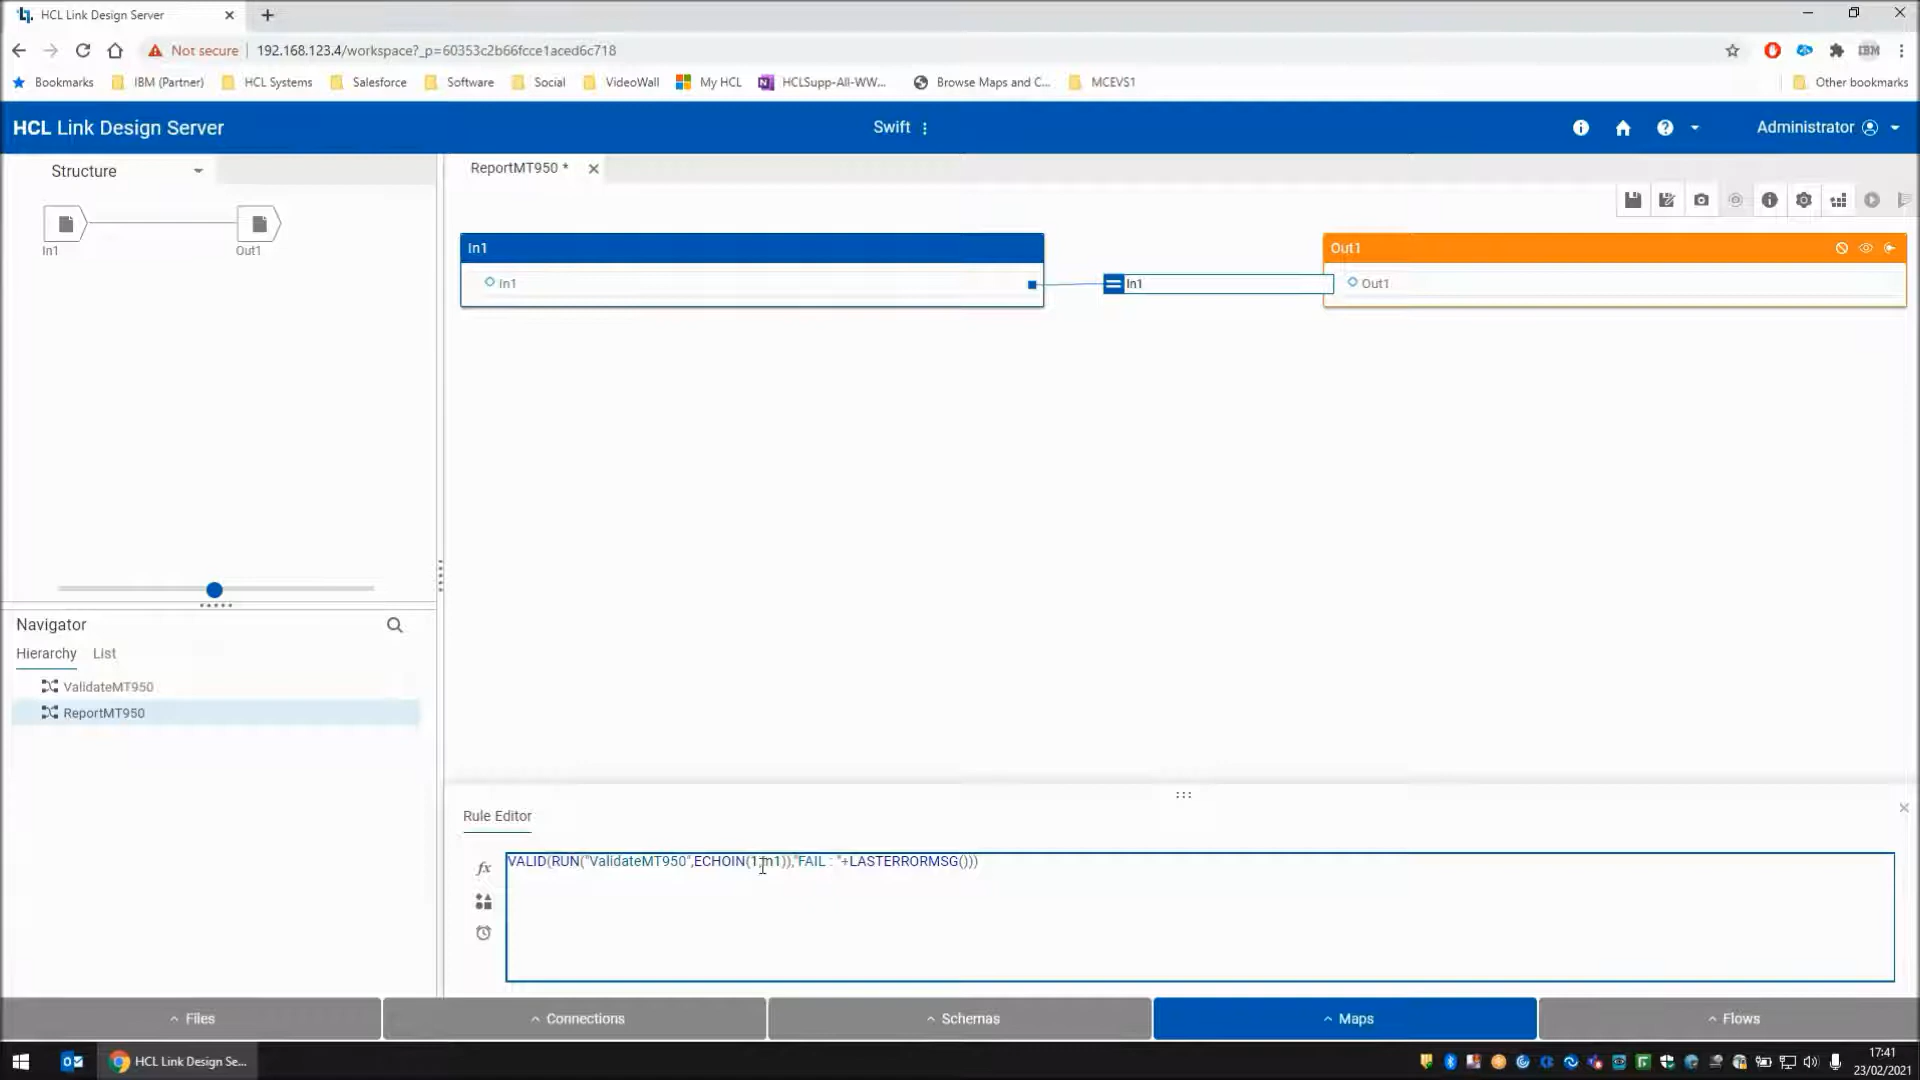 HCL Link Design Server
Not secure
192.168.123.4/workspace?_p=60353c2b66fcce1aced6c718
IBM
Bookmarks
IBM (Partner)
HCL Systems
Salesforce
Software
Social
VideoWall
My HCL
HCLSupp-All-WW...
Browse Maps and C...
MCEVS1
Other bookmarks
HCL Link Design Server
Swift
Administrator
Structure
ReportMT950 *
In1
Out1
In1
In1
In1
Out1
Out1
Navigator
Hierarchy
List
ValidateMT950
ReportMT950
Rule Editor
fx
VALID(RUN("ValidateMT950",ECHOIN(1,In1)),"FAIL : "+LASTERRORMSG()))
Files
Connections
Schemas
Maps
Flows
HCL Link Design Se...
17:41
23/02/2021